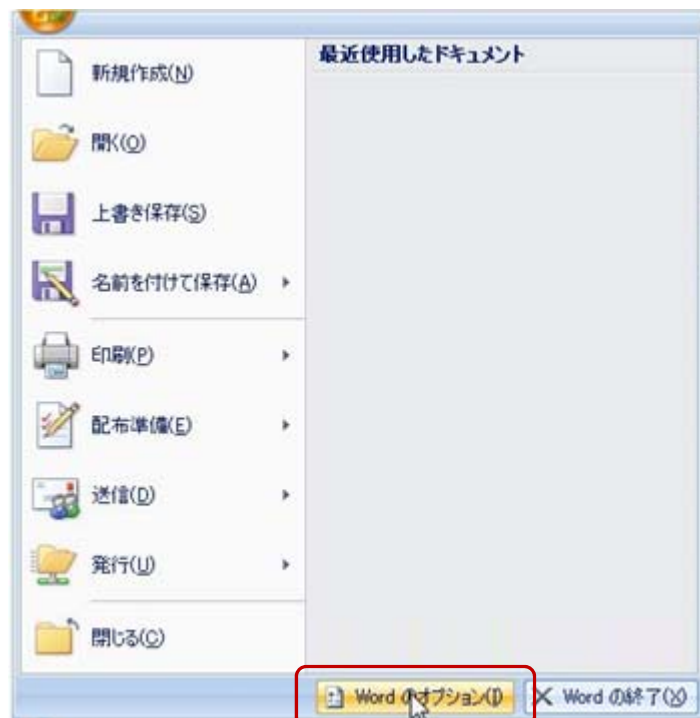 最近使用したドキュメント
新規作成(N)
開く(O)
上書き保存(S)
名前を付けて保存(A)
印刷(P)
配布準備(E)
送信(D)
発行(U)
閉じる(C)
Word のオプション(I)
Word の終了(X)